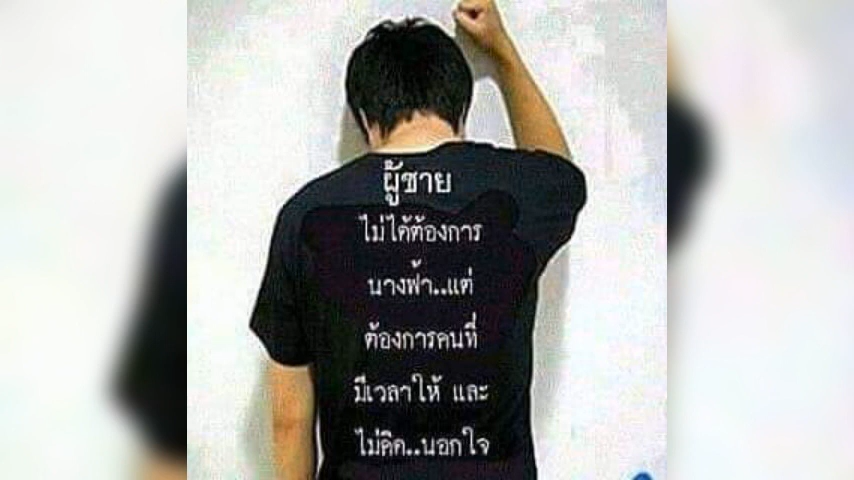 ผู้ชาย
ไม่ได้ต้องการ
นางฟ้า..แต่
ต้องการคนที่
มีเวลาให้ และ
ไม่คิด..นอกใจ